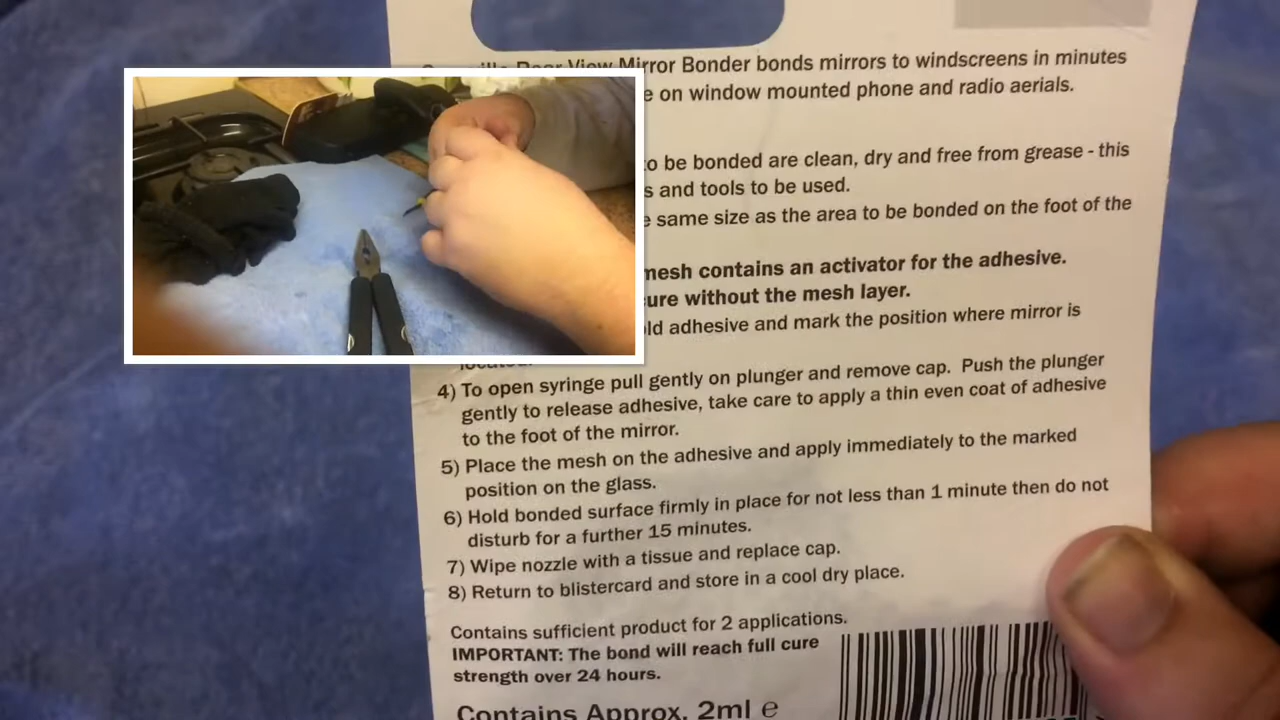 Mirror Bonder bonds mirrors to windscreens in minutes
on window mounted phone and radio aerials.
to be bonded are clean, dry and free from grease - this
and tools to be used.
same size as the area to be bonded on the foot of the
mesh contains an activator for the adhesive.
without the mesh layer.
adhesive and mark the position where mirror is
4) To open syringe pull gently on plunger and remove cap. Push the plunger
gently to release adhesive, take care to apply a thin even coat of adhesive
to the foot of the mirror.
5) Place the mesh on the adhesive and apply immediately to the marked
position on the glass.
6) Hold bonded surface firmly in place for not less than 1 minute then do not
disturb for a further 15 minutes.
7) Wipe nozzle with a tissue and replace cap.
8) Return to blistercard and store in a cool dry place.
Contains sufficient product for 2 applications.
IMPORTANT: The bond will reach full cure
strength over 24 hours.
Contains Approx. 2ml e